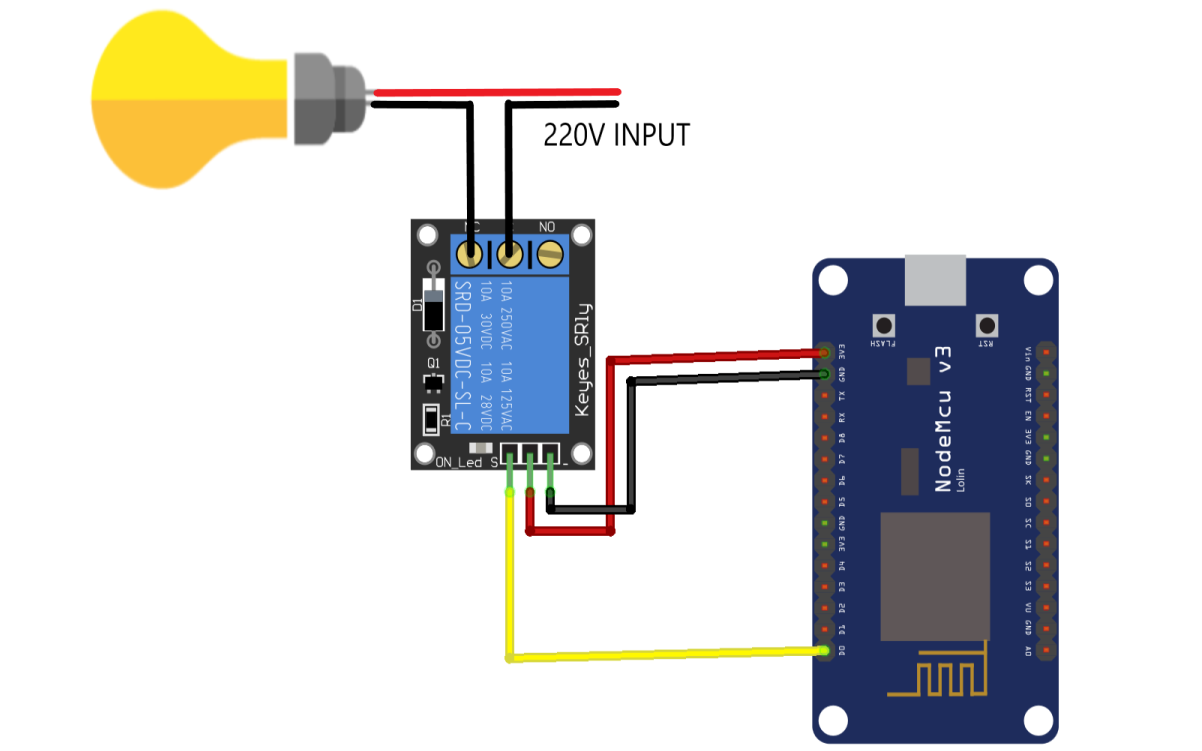 220V INPUT
NC
NO
D1
Q1
R1
SRD-05VDC-SL-C
10A 30VDC 10A 28VDC
10A 250VAC 10A 125VAC
Keyes_SR1y
ON_Led S
-
FLASH
RST
NodeMcu v3
Lolin
3V3
GND
TX
RX
D8
D7
D6
D5
GND
3V3
D4
D3
D2
D1
D0
Vin
GND
RST
EN
3V3
GND
SK
SO
SC
S1
S2
S3
VU
GND
AO